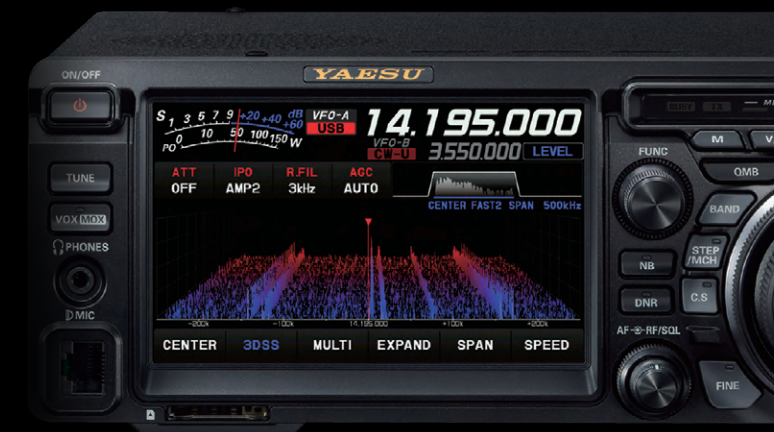 ON/OFF
YAESU
S 1 3 5 7 9 +20 +40 +60 dB
PO 0 10 50 100 150 W
VFO-A
USB
14.195.000
VFO-B
CW-U
3.550.000
LEVEL
ATT IPO R.FIL AGC
OFF AMP2 3kHz AUTO
CENTER FAST2 SPAN 500kHz
-200k -100k 14.195.000 +100k +200k
CENTER 3DSS MULTI EXPAND SPAN SPEED
TUNE
VOX MOX
PHONES
MIC
FUNC
M V
QMB
BAND
STEP
/MCH
NB
DNR
C.S
AF RF/SQL
FINE